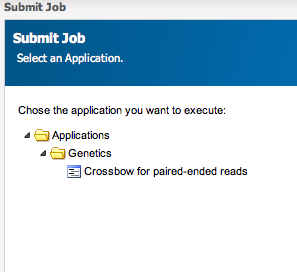 Submit Job
Submit Job
Select an Application.
Chose the application you want to execute:
Applications
Genetics
Crossbow for paired-ended reads